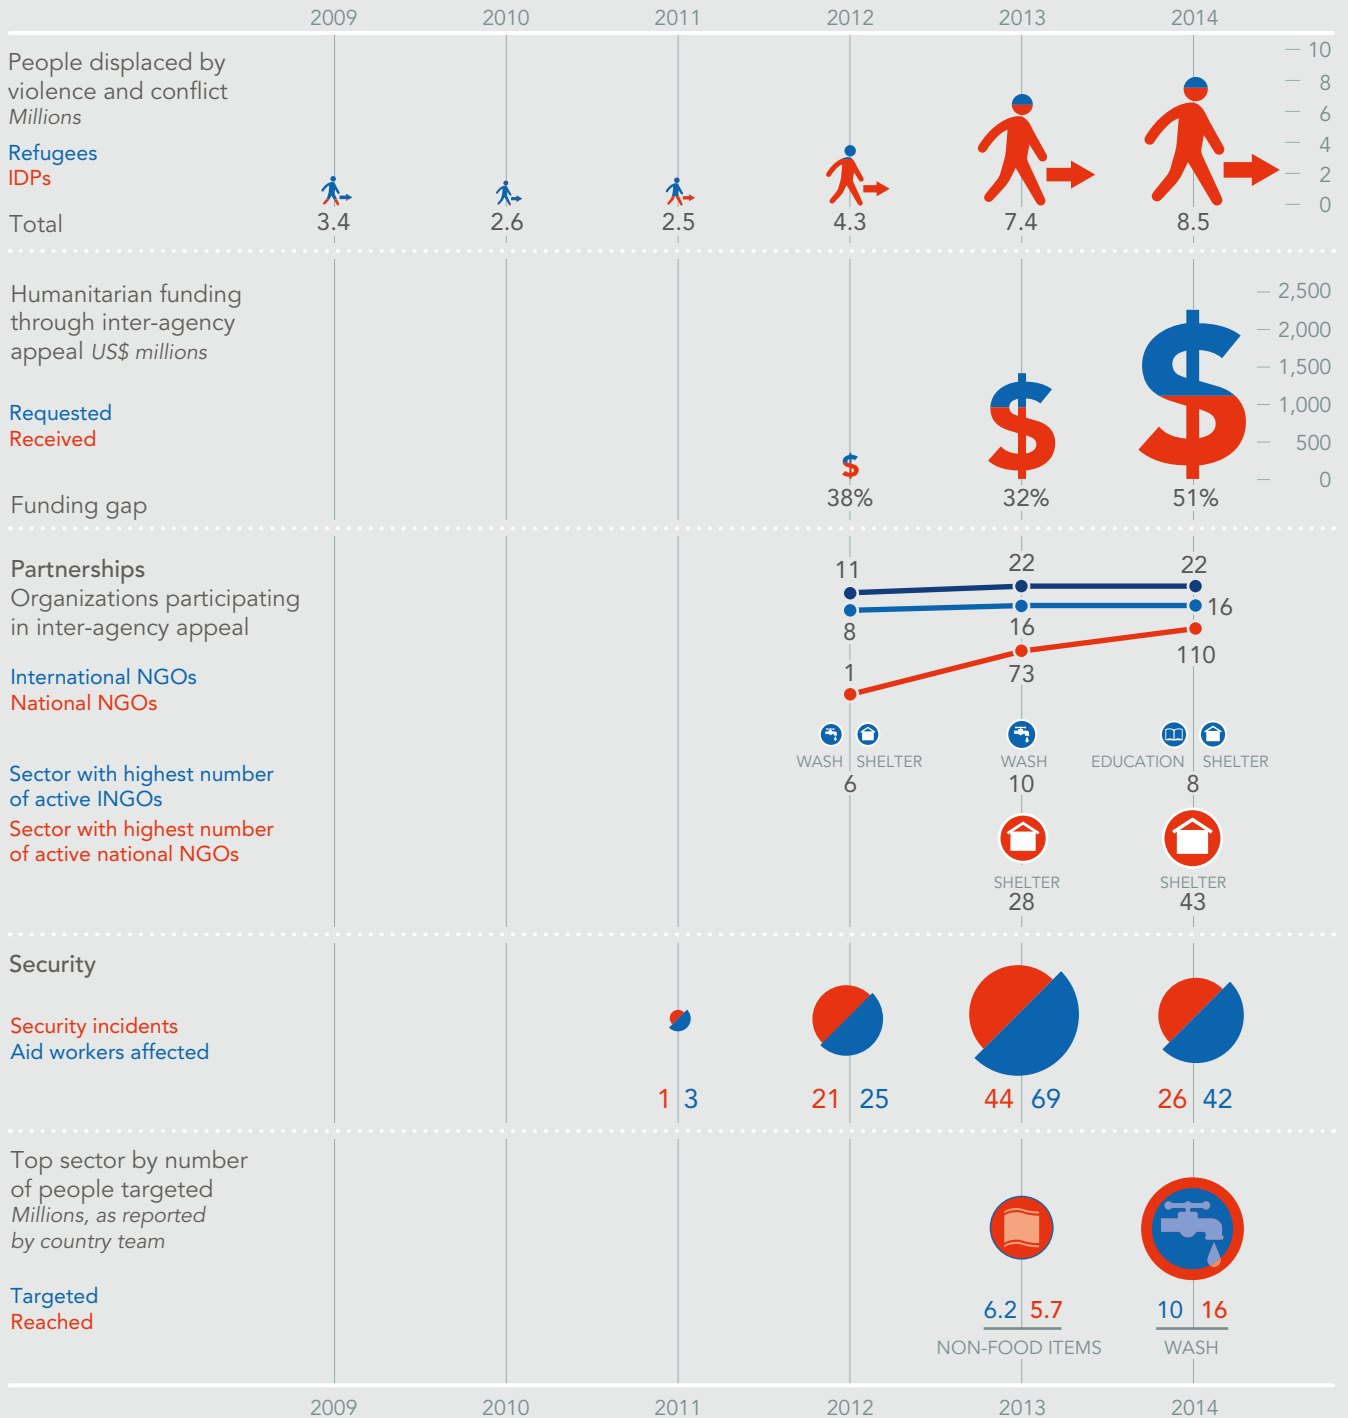 2009 2010 2011 2012 2013 2014
People displaced by
violence and conflict
Millions
Refugees
IDPs
10
8
6
4
2
0
Total 3.4 2.6 2.5 4.3 7.4 8.5
Humanitarian funding
through inter-agency
appeal US$ millions
Requested
Received
2,500
2,000
1,500
1,000
500
0
$ $ $
Funding gap 38% 32% 51%
Partnerships
Organizations participating
in inter-agency appeal
International NGOs
National NGOs
11 22 22
8 16 16
1 73 110
Sector with highest number
of active INGOs
WASH SHELTER WASH EDUCATION SHELTER
6 10 8
Sector with highest number
of active national NGOs
SHELTER SHELTER
28 43
Security
Security incidents
Aid workers affected
1 3 21 25 44 69 26 42
Top sector by number
of people targeted
Millions, as reported
by country team
Targeted
Reached
6.2 5.7 10 16
NON-FOOD ITEMS WASH
2009 2010 2011 2012 2013 2014